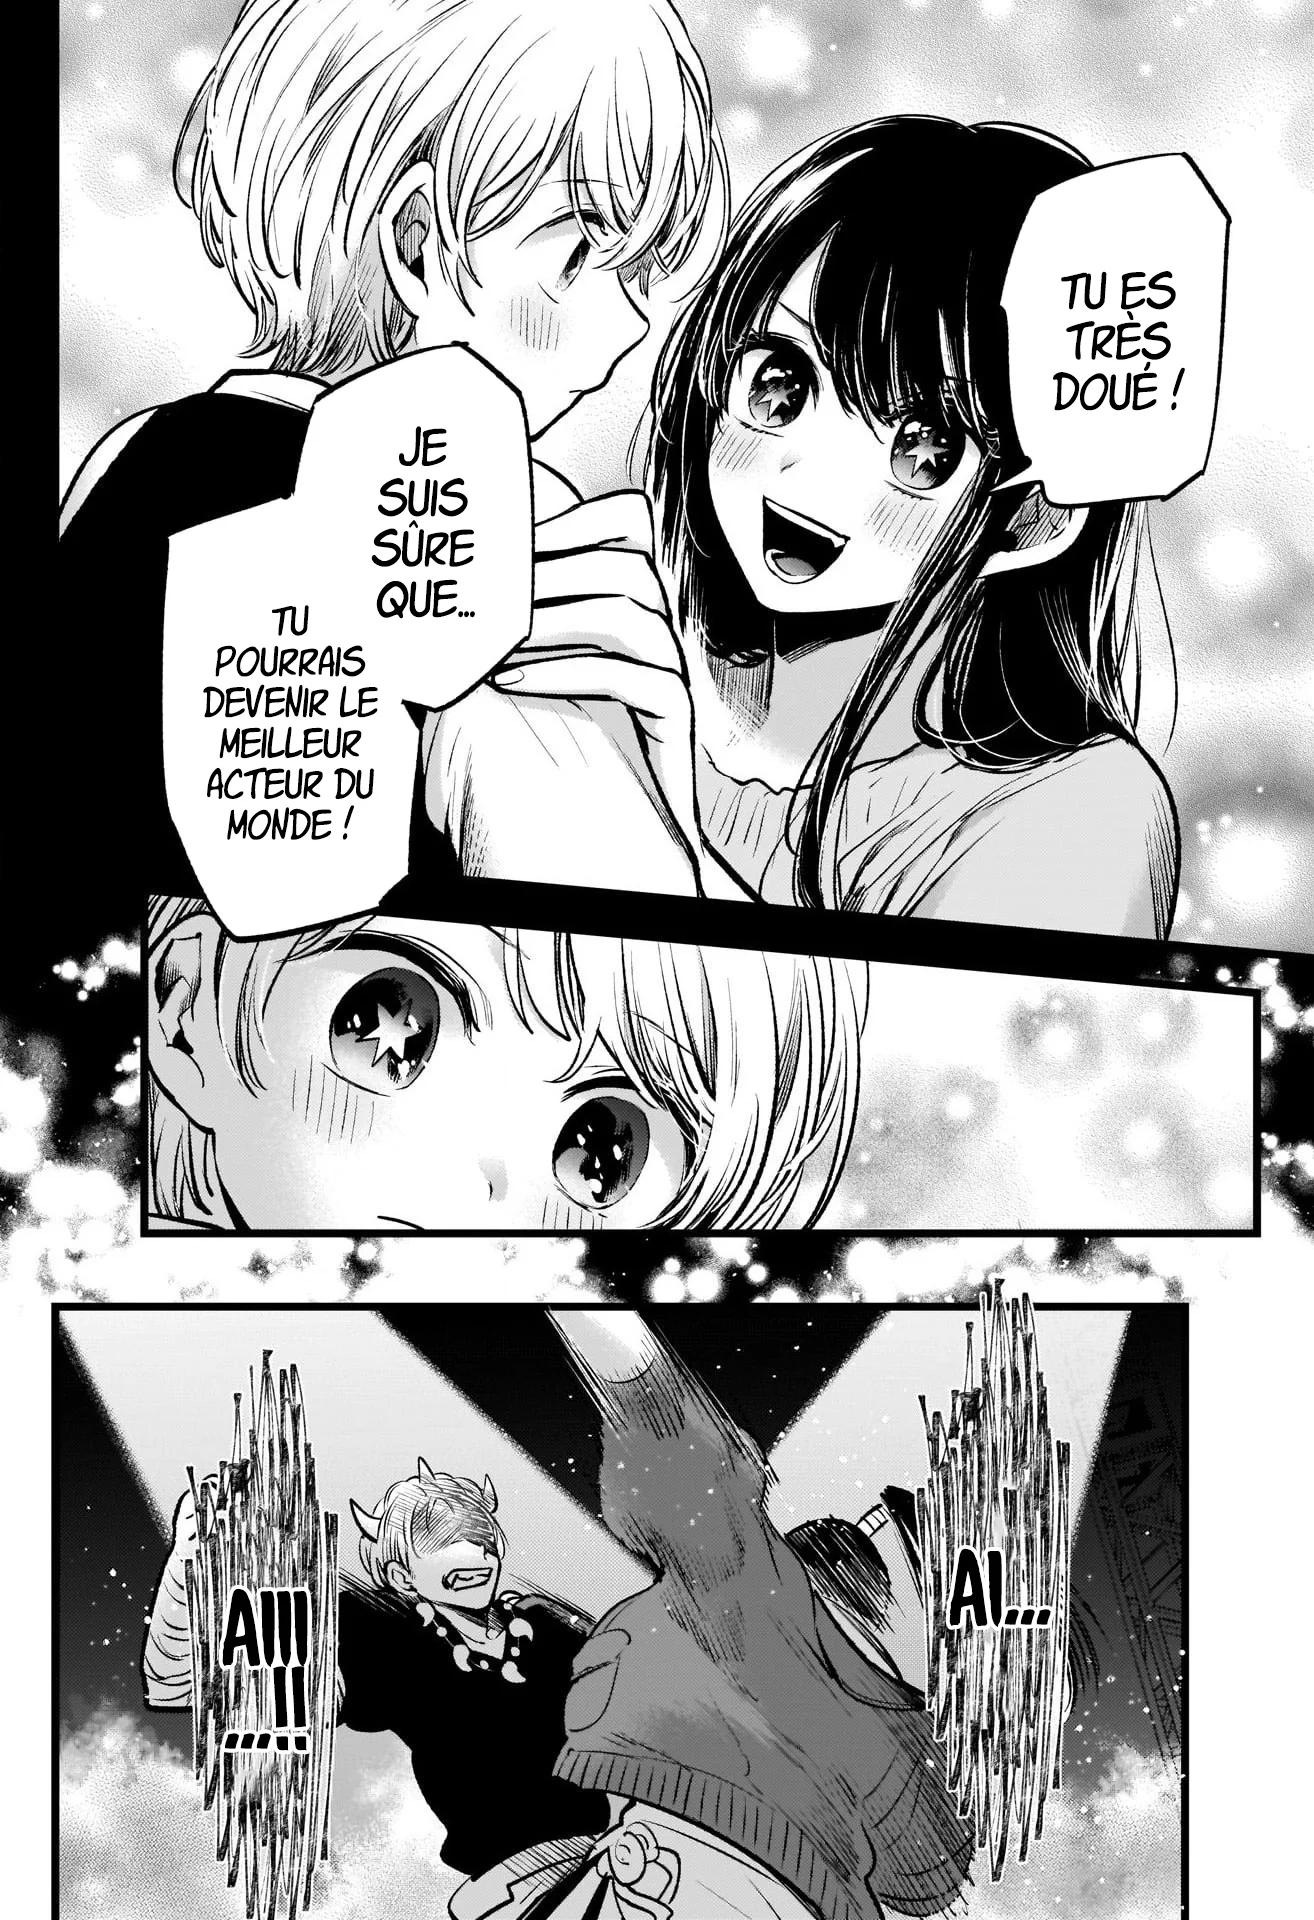 TU ES
TRÈS
DOUÉ !
JE
SUIS
SÛRE
QUE...
TU
POURRAIS
DEVENIR LE
MEILLEUR
ACTEUR DU
MONDE !
AI...
AIII
...!!